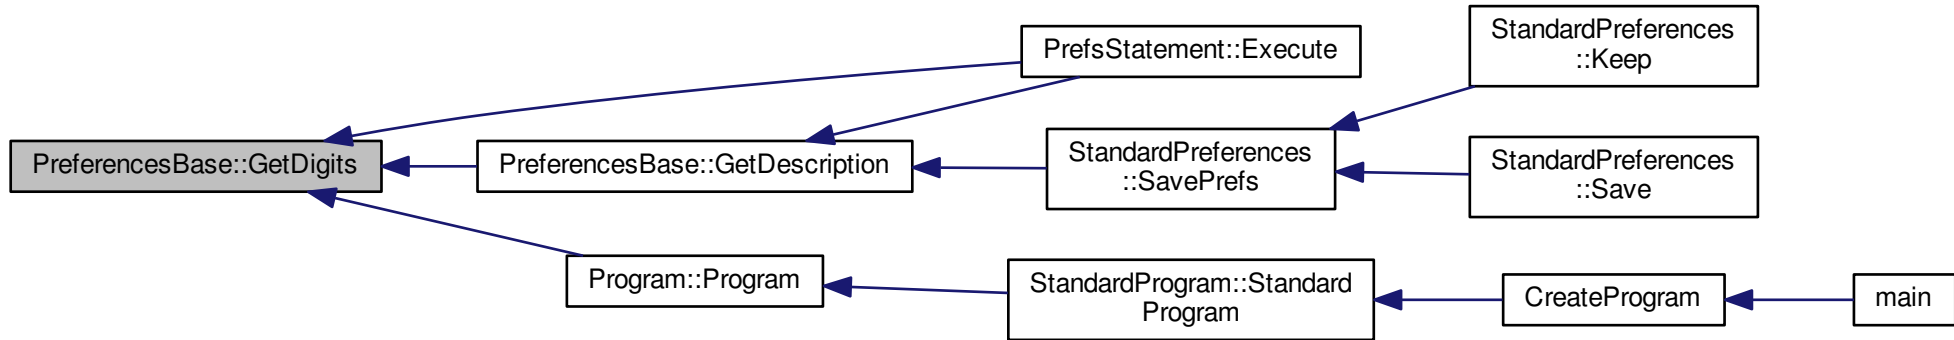 StandardPreferences
::Keep
PrefsStatement::Execute
PreferencesBase::GetDigits
PreferencesBase::GetDescription
StandardPreferences
::SavePrefs
StandardPreferences
::Save
Program::Program
StandardProgram::Standard
Program
CreateProgram
main